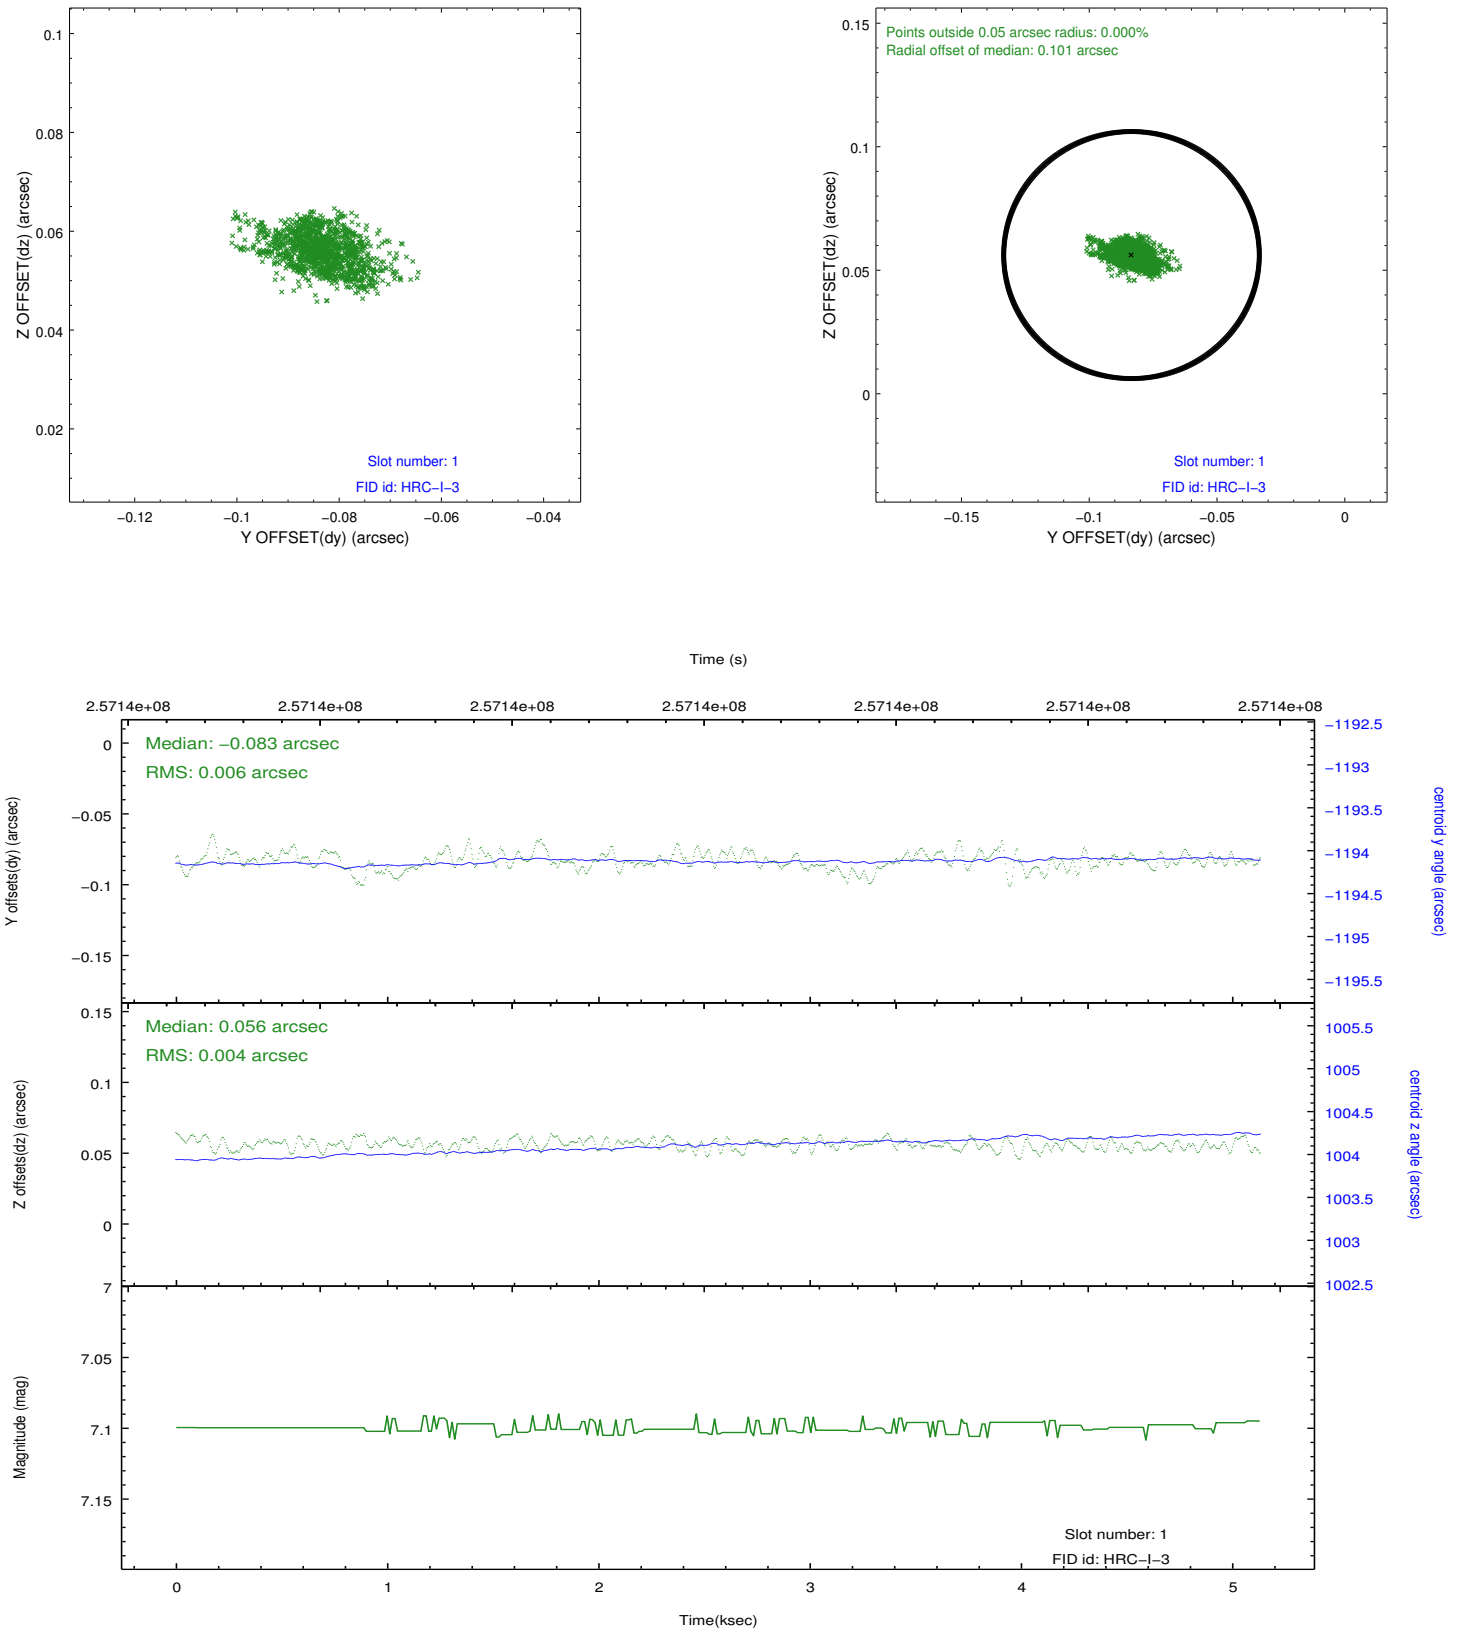 0.1
0.08
0.06
0.04
0.02
Z OFFSET(dz) (arcsec)
Slot number: 1
FID id: HRC−I−3
−0.12 −0.1 −0.08 −0.06 −0.04
Y OFFSET(dy) (arcsec)
Points outside 0.05 arcsec radius: 0.000%
Radial offset of median: 0.101 arcsec
0.15
0.1
0.05
0
Z OFFSET(dz) (arcsec)
Slot number: 1
FID id: HRC−I−3
−0.15 −0.1 −0.05 0
Y OFFSET(dy) (arcsec)
Time (s)
2.5714e+08 2.5714e+08 2.5714e+08 2.5714e+08 2.5714e+08 2.5714e+08 2.5714e+08
Median: −0.083 arcsec
RMS: 0.006 arcsec
0
−0.05
−0.1
−0.15
Y offsets(dy) (arcsec)
−1192.5
−1193
−1193.5
−1194
−1194.5
−1195
−1195.5
centroid y angle (arcsec)
Median: 0.056 arcsec
RMS: 0.004 arcsec
0.15
0.1
0.05
0
Z offsets(dz) (arcsec)
1005.5
1005
1004.5
1004
1003.5
1003
1002.5
centroid z angle (arcsec)
7
7.05
7.1
7.15
Magnitude (mag)
Slot number: 1
FID id: HRC−I−3
0 1 2 3 4 5
Time(ksec)